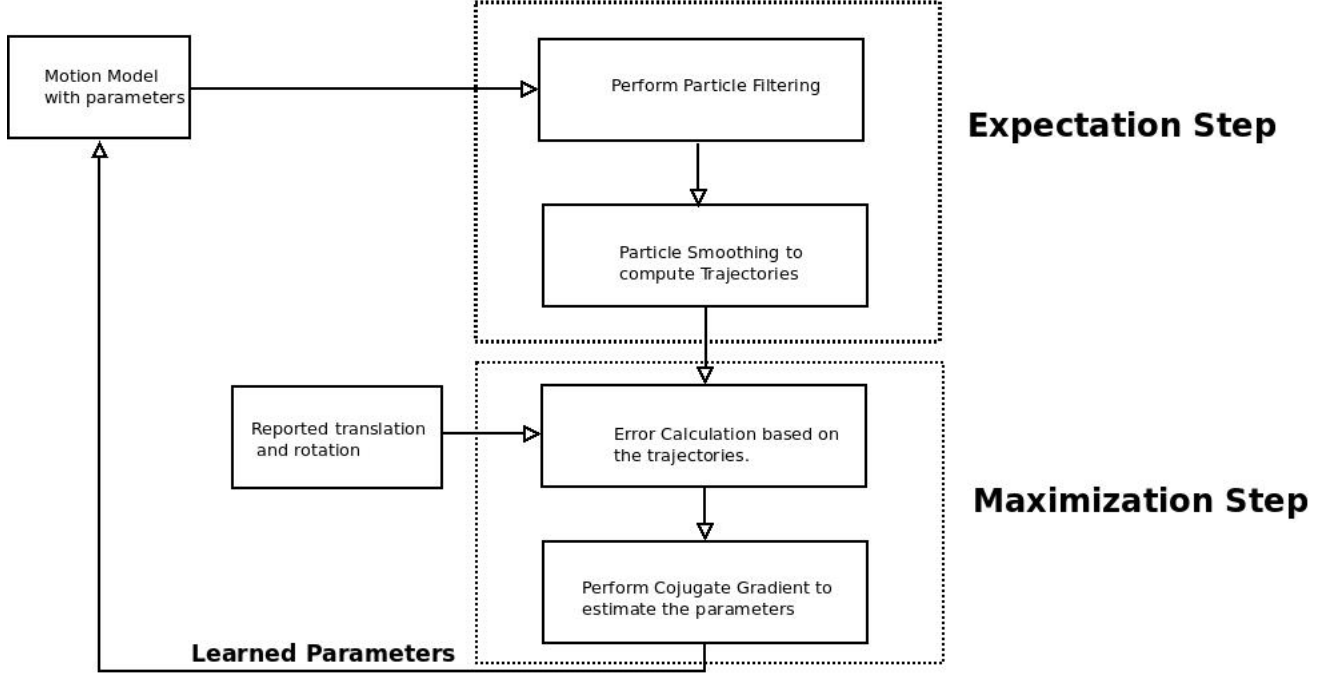 Motion Model
with parameters
Perform Particle Filtering
Expectation Step
Particle Smoothing to
compute Trajectories
Reported translation
and rotation
Error Calculation based on
the trajectories.
Maximization Step
Perform Cojugate Gradient to
estimate the parameters
Learned Parameters